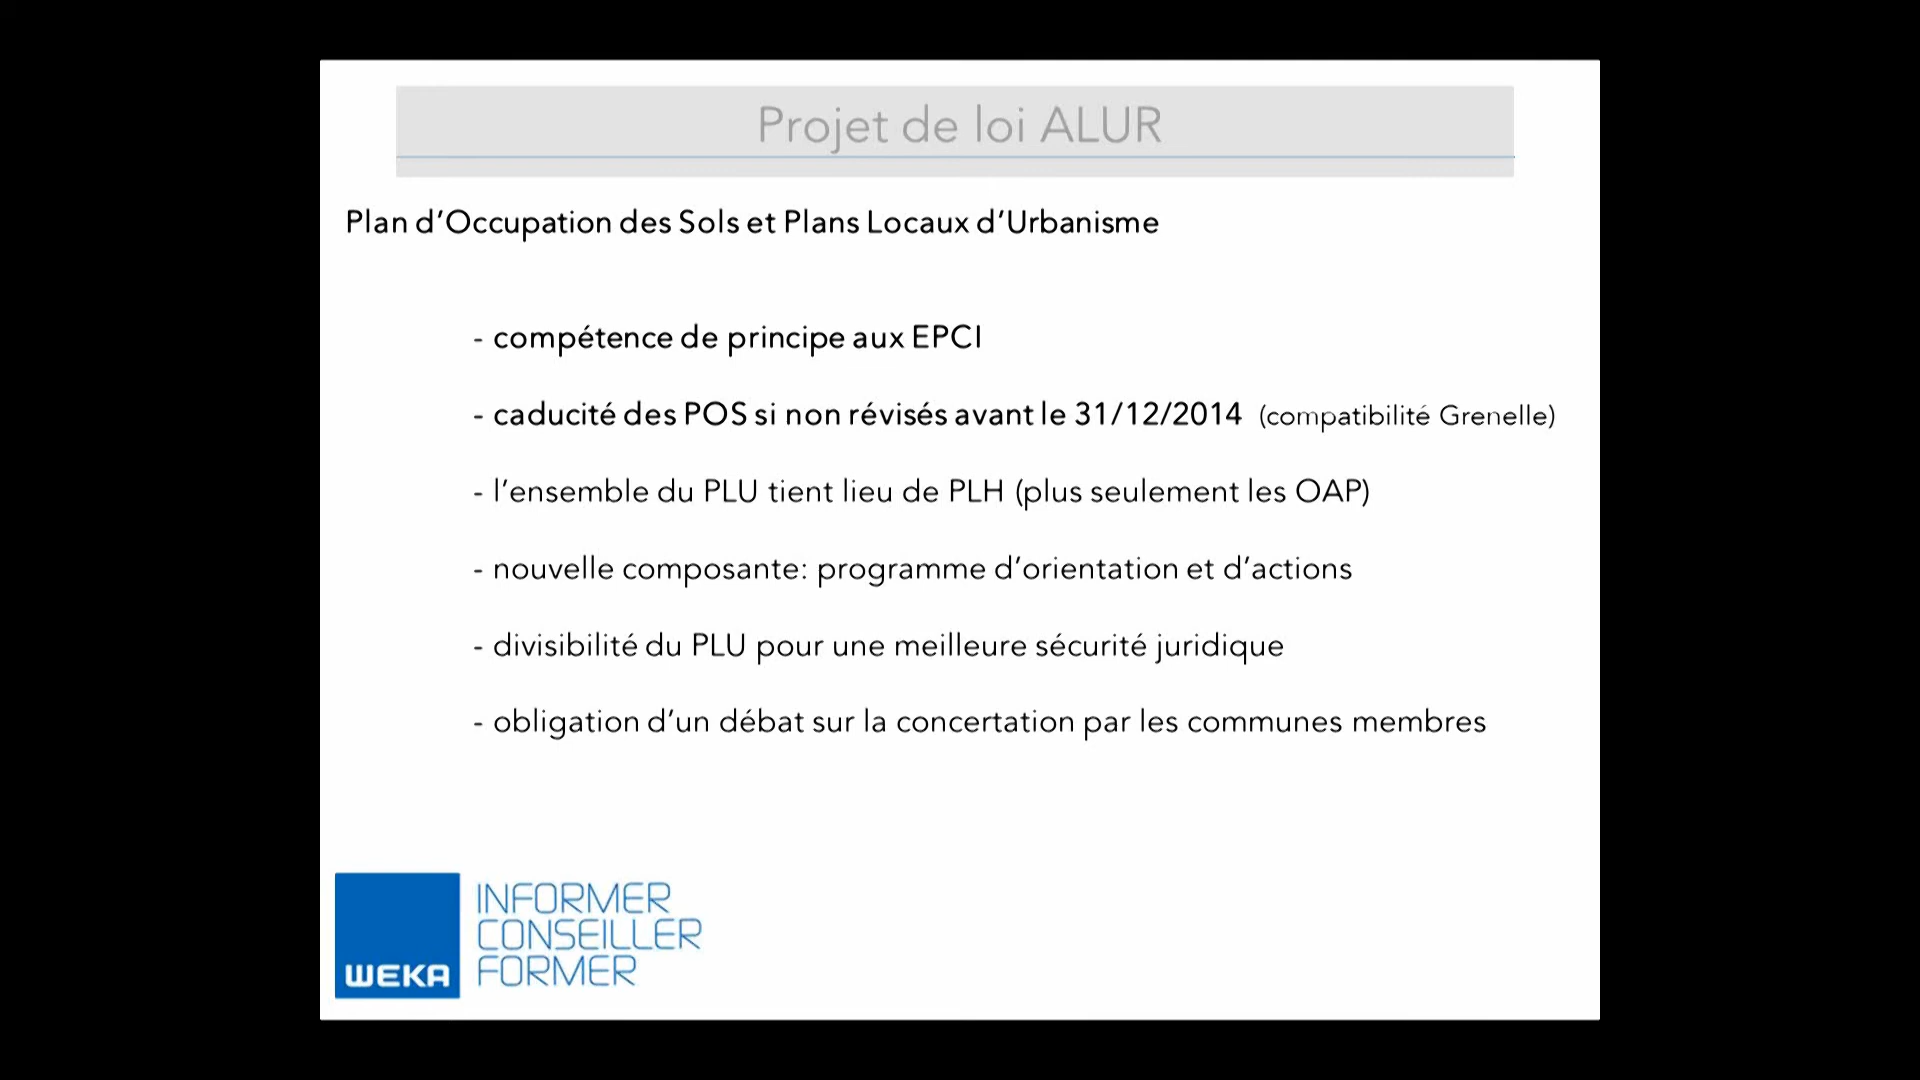 Projet de loi ALUR
Plan d’Occupation des Sols et Plans Locaux d’Urbanisme
- compétence de principe aux EPCI
- caducité des POS si non révisés avant le 31/12/2014 (compatibilité Grenelle)
- l’ensemble du PLU tient lieu de PLH (plus seulement les OAP)
- nouvelle composante: programme d’orientation et d’actions
- divisibilité du PLU pour une meilleure sécurité juridique
- obligation d’un débat sur la concertation par les communes membres
INFORMER
CONSEILLER
FORMER
WEKA